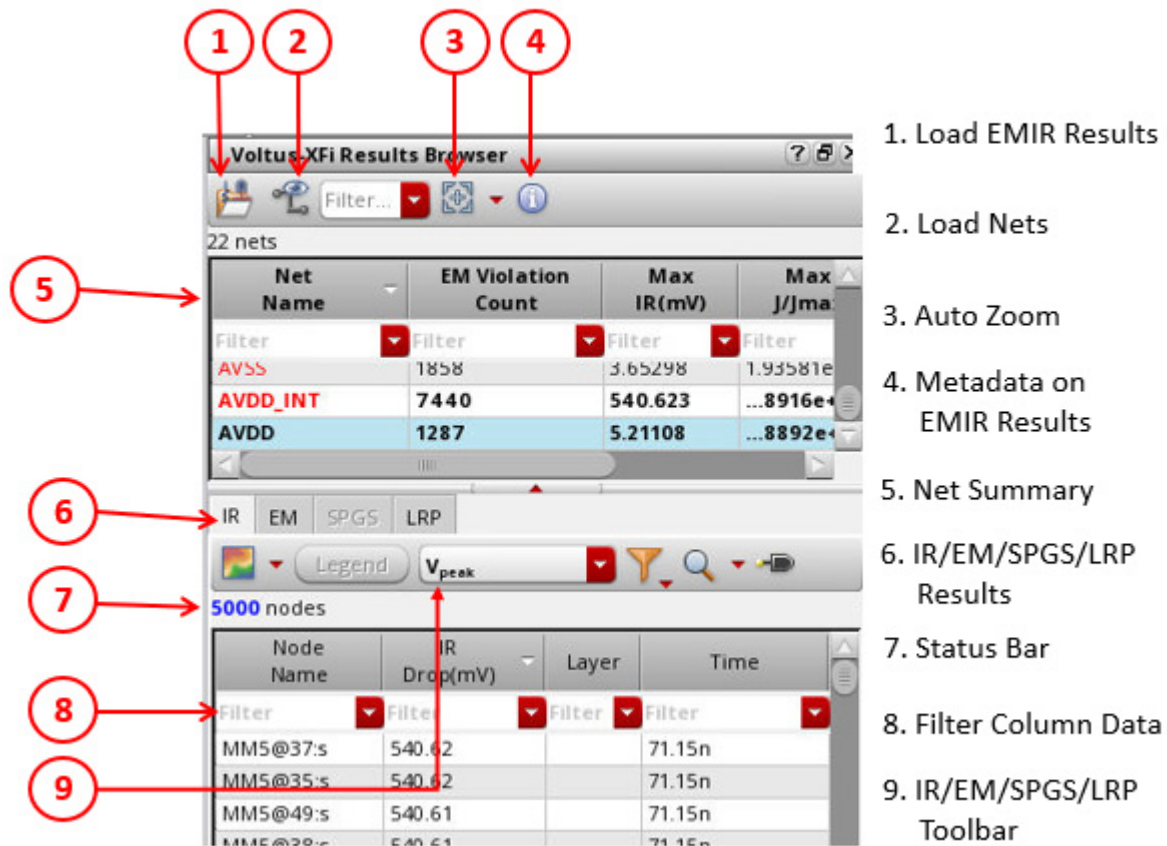 1 2 3 4
Voltus-XFi Results Browser
Filter...
22 nets
5
Net Name EM Violation Count Max IR(mV) Max J/Jma
Filter Filter Filter Filter
AVSS 1858 3.65298 1.93581e
AVDD_INT 7440 540.623 ...8916e+
AVDD 1287 5.21108 ...8892e+
6
IR EM SPGS LRP
Legend Vpeak
7
5000 nodes
Node Name IR Drop(mV) Layer Time
8
Filter Filter Filter Filter
MM5@37:s 540.62 71.15n
9
MM5@35:s 540.62 71.15n
MM5@49:s 540.61 71.15n
MM5@38:s 540.61 71.15n
1. Load EMIR Results
2. Load Nets
3. Auto Zoom
4. Metadata on
EMIR Results
5. Net Summary
6. IR/EM/SPGS/LRP
Results
7. Status Bar
8. Filter Column Data
9. IR/EM/SPGS/LRP
Toolbar